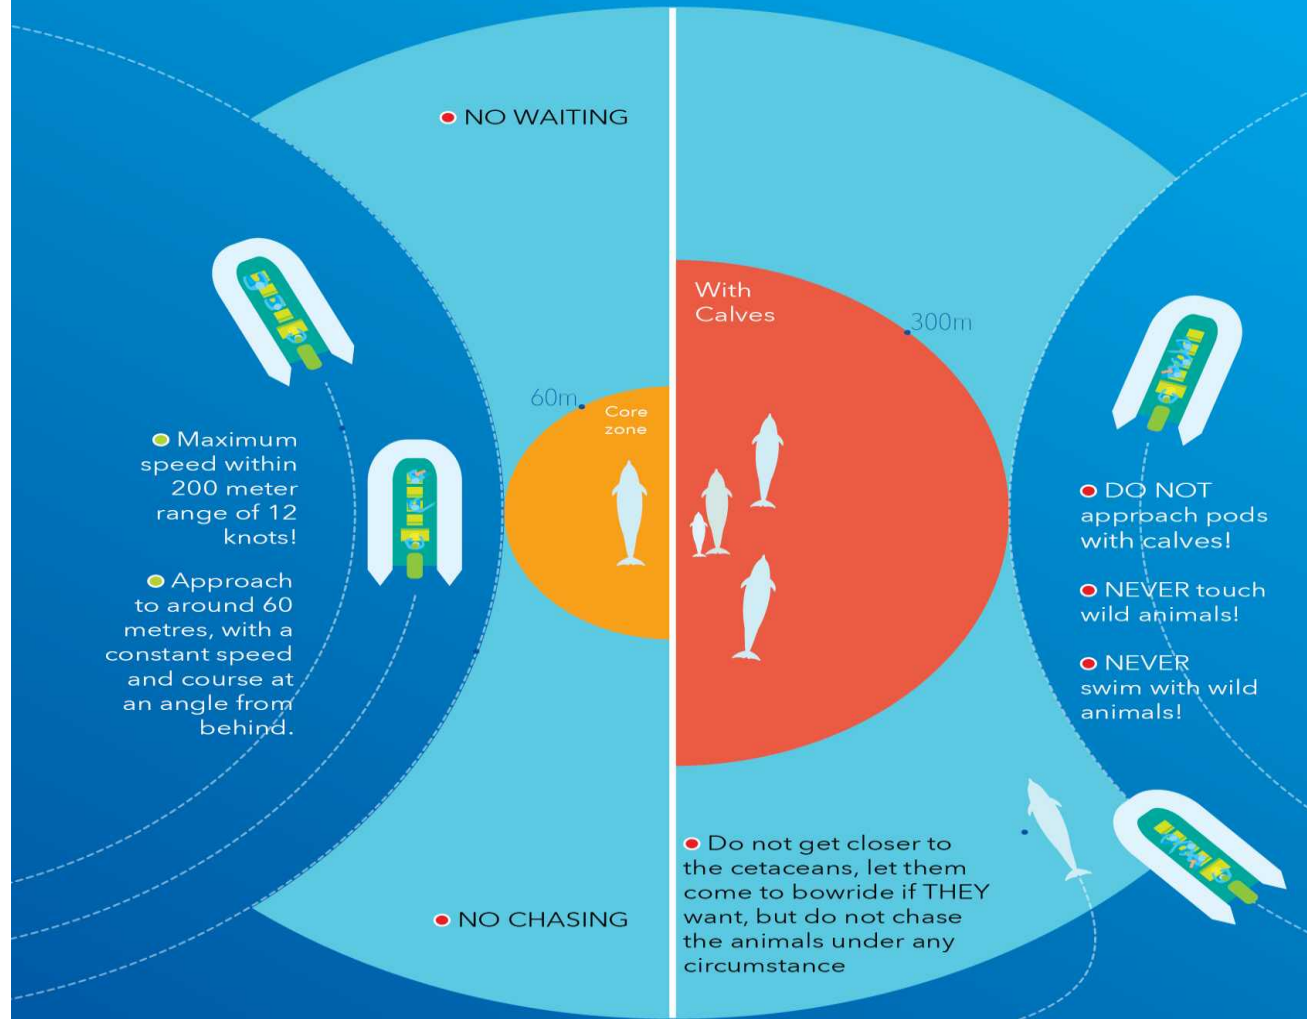 NO WAITING
With
Calves
300m
60m
Core
zone
Maximum
speed within
200 meter
range of 12
knots!
Approach
to around 60
metres, with a
constant speed
and course at
an angle from
behind.
DO NOT
approach pods
with calves!
NEVER touch
wild animals!
NEVER
swim with wild
animals!
Do not get closer to
the cetaceans, let them
come to bowride if THEY
want, but do not chase
the animals under any
circumstance
NO CHASING